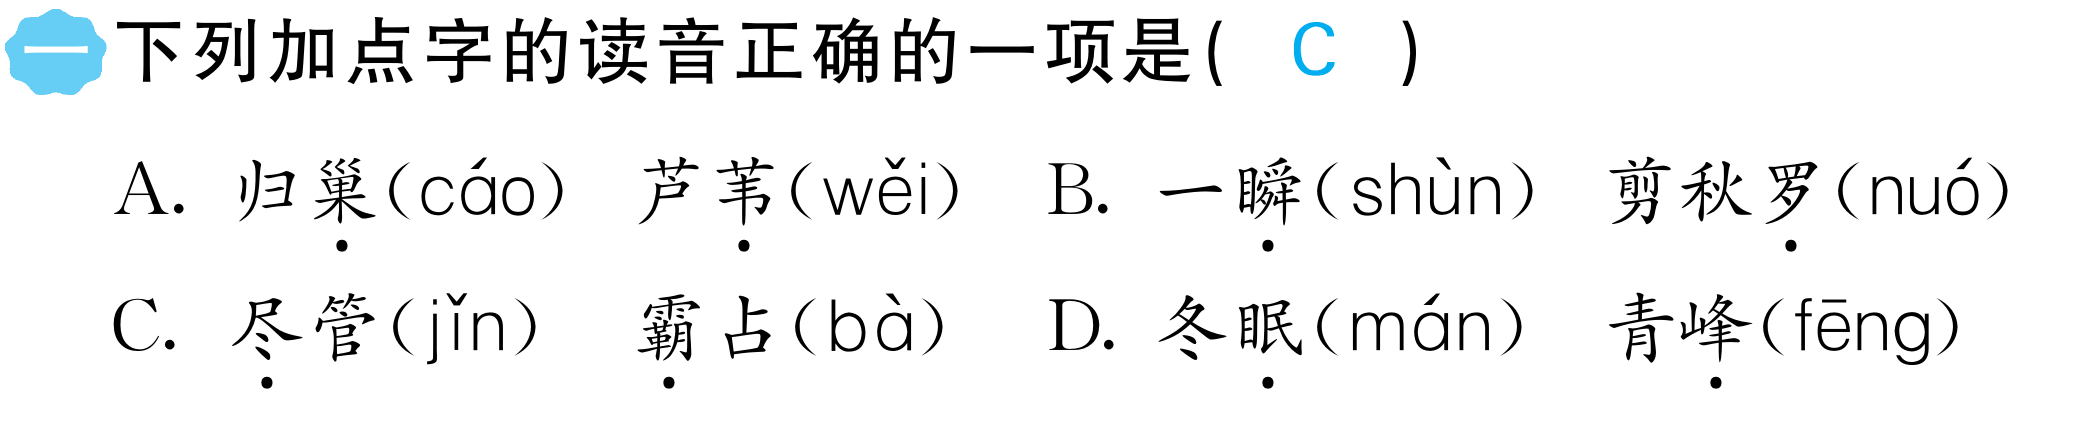 一 下列加点字的读音正确的一项是( C )
A. 归巢(cáo) 芦苇(wěi) B. 一瞬(shùn) 剪秋罗(nuó)
C. 尽管(jǐn) 霸占(bà) D. 冬眠(mán) 青峰(fēng)